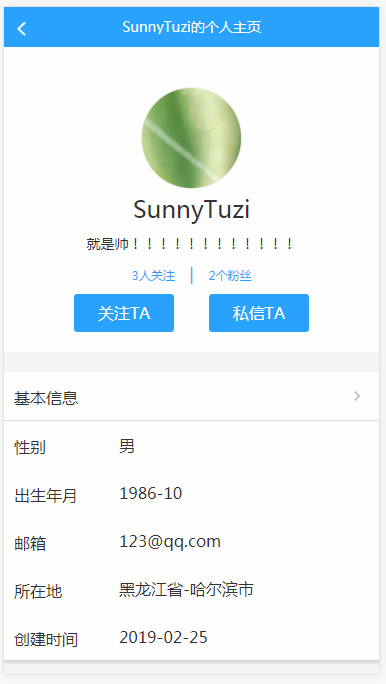 SunnyTuzi的个人主页
SunnyTuzi
就是帅！！！！！！！！！！！！
3人关注 | 2个粉丝
关注TA 私信TA
基本信息
性别 男
出生年月 1986-10
邮箱 123@qq.com
所在地 黑龙江省-哈尔滨市
创建时间 2019-02-25